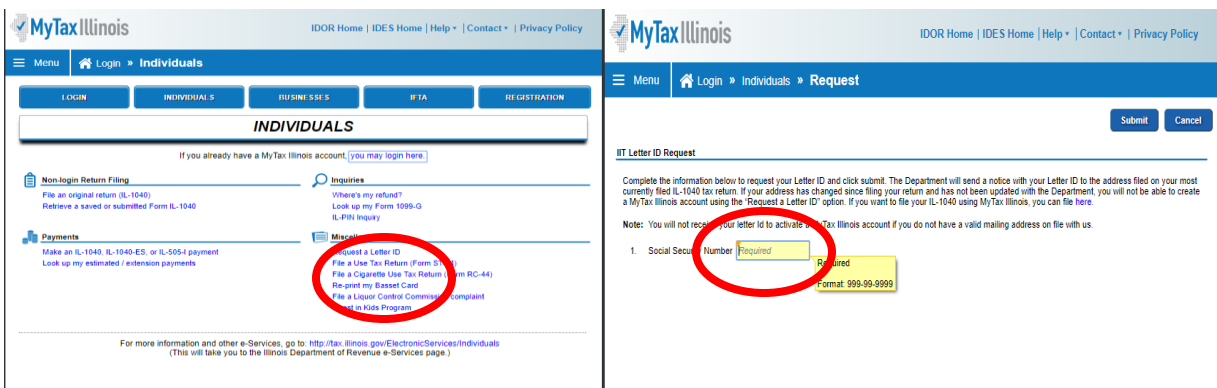 MyTax Illinois
IDOR Home | IDES Home | Help | Contact | Privacy Policy
Menu Login » Individuals
LOGIN INDIVIDUALS BUSINESSES IFTA REGISTRATION
INDIVIDUALS
If you already have a MyTax Illinois account, you may login here.
Non-login Return Filing
File an original return (IL-1040)
Retrieve a saved or submitted Form IL-1040
Inquiries
Where's my refund?
Look up my Form 1099-G
IL-PIN Inquiry
Payments
Make an IL-1040, IL-1040-ES, or IL-505-I payment
Look up my estimated / extension payments
Request a Letter ID
File a Use Tax Return (Form
File a Cigarette Use Tax Return RC-44)
Re-print my Basset Card
File a Liquor Control Commission complaint
in Kids Program
For more information and other e-Services, go to: http://tax.illinois.gov/ElectronicServices/Individuals
(This will take you to the Illinois Department of Revenue e-Services page.)
MyTax Illinois
IDOR Home | IDES Home | Help | Contact | Privacy Policy
Menu Login » Individuals » Request
Submit Cancel
IIT Letter ID Request
Complete the information below to request your Letter ID and click submit. The Department will send a notice with your Letter ID to the address filed on your most
currently filed IL-1040 tax return. If your address has changed since filing your return and has not been updated with the Department, you will not be able to create
a MyTax Illinois account using the "Request a Letter ID" option. If you want to file your IL-1040 using MyTax Illinois, you can file here.
Note: You will not receive your letter Id to activate a MyTax Illinois account if you do not have a valid mailing address on file with us.
1. Social Security Number Required
Required
Format: 999-99-9999